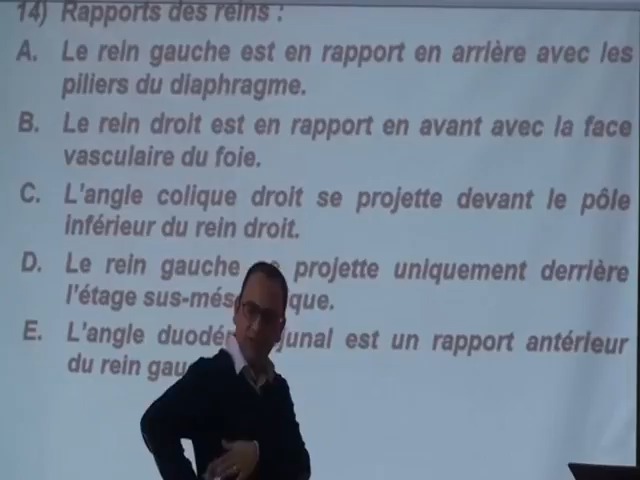 14) Rapports des reins :
A. Le rein gauche est en rapport en arrière avec les
piliers du diaphragme.
B. Le rein droit est en rapport en avant avec la face
vasculaire du foie.
C. L'angle colique droit se projette devant le pôle
inférieur du rein droit.
D. Le rein gauche projette uniquement derrière
l'étage sus-més que.
E. L'angle duodé junal est un rapport antérieur
du rein gau